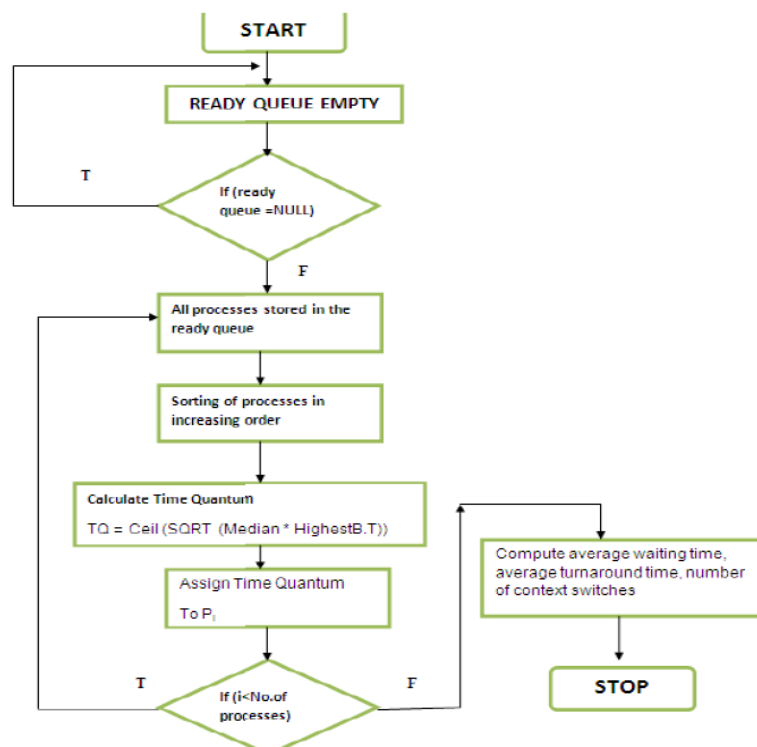 START
READY QUEUE EMPTY
T
If (ready
queue =NULL)
F
All processes stored in the
ready queue
Sorting of processes in
increasing order
Calculate Time Quantum
TQ = Ceil (SQRT (Median * HighestB.T))
Assign Time Quantum
To Pi
T
If (i<No.of
processes)
F
Compute average waiting time,
average turnaround time, number
of context switches
STOP